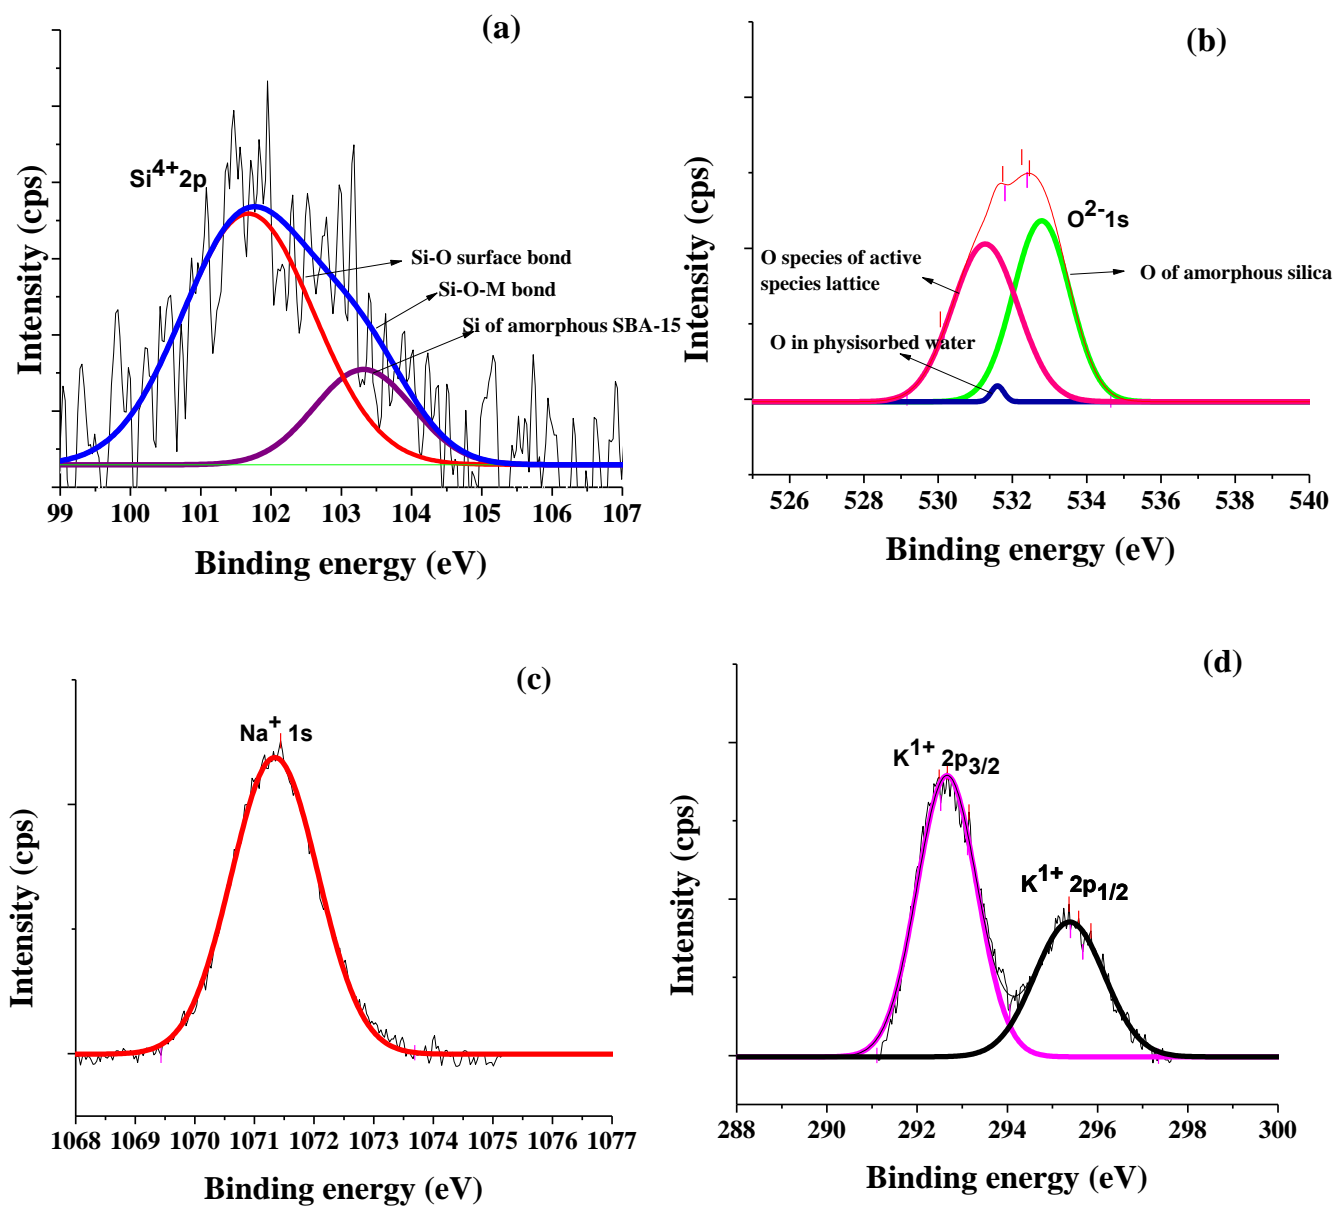 (a)
Si4+2p
Si-O surface bond
Si-O-M bond
Si of amorphous SBA-15
Intensity (cps)
99 100 101 102 103 104 105 106 107
Binding energy (eV)
(b)
O2-1s
O species of active
species lattice
O of amorphous silica
O in physisorbed water
Intensity (cps)
526 528 530 532 534 536 538 540
Binding energy (eV)
(c)
Na+ 1s
Intensity (cps)
1068 1069 1070 1071 1072 1073 1074 1075 1076 1077
Binding energy (eV)
(d)
K1+ 2p3/2
K1+ 2p1/2
Intensity (cps)
288 290 292 294 296 298 300
Binding energy (eV)